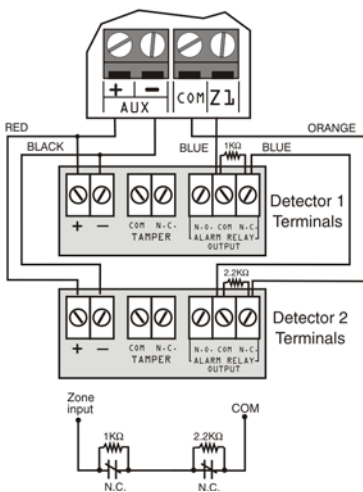 + − COM Z1
AUX
RED
ORANGE
BLACK
BLUE
1KΩ
BLUE
+ − COM N.C. N.O. COM N.C.
TAMPER
ALARM RELAY
OUTPUT
Detector 1
Terminals
2.2KΩ
+ − COM N.C. N.O. COM N.C.
TAMPER
ALARM RELAY
OUTPUT
Detector 2
Terminals
Zone
input
COM
1KΩ
2.2KΩ
N.C.
N.C.